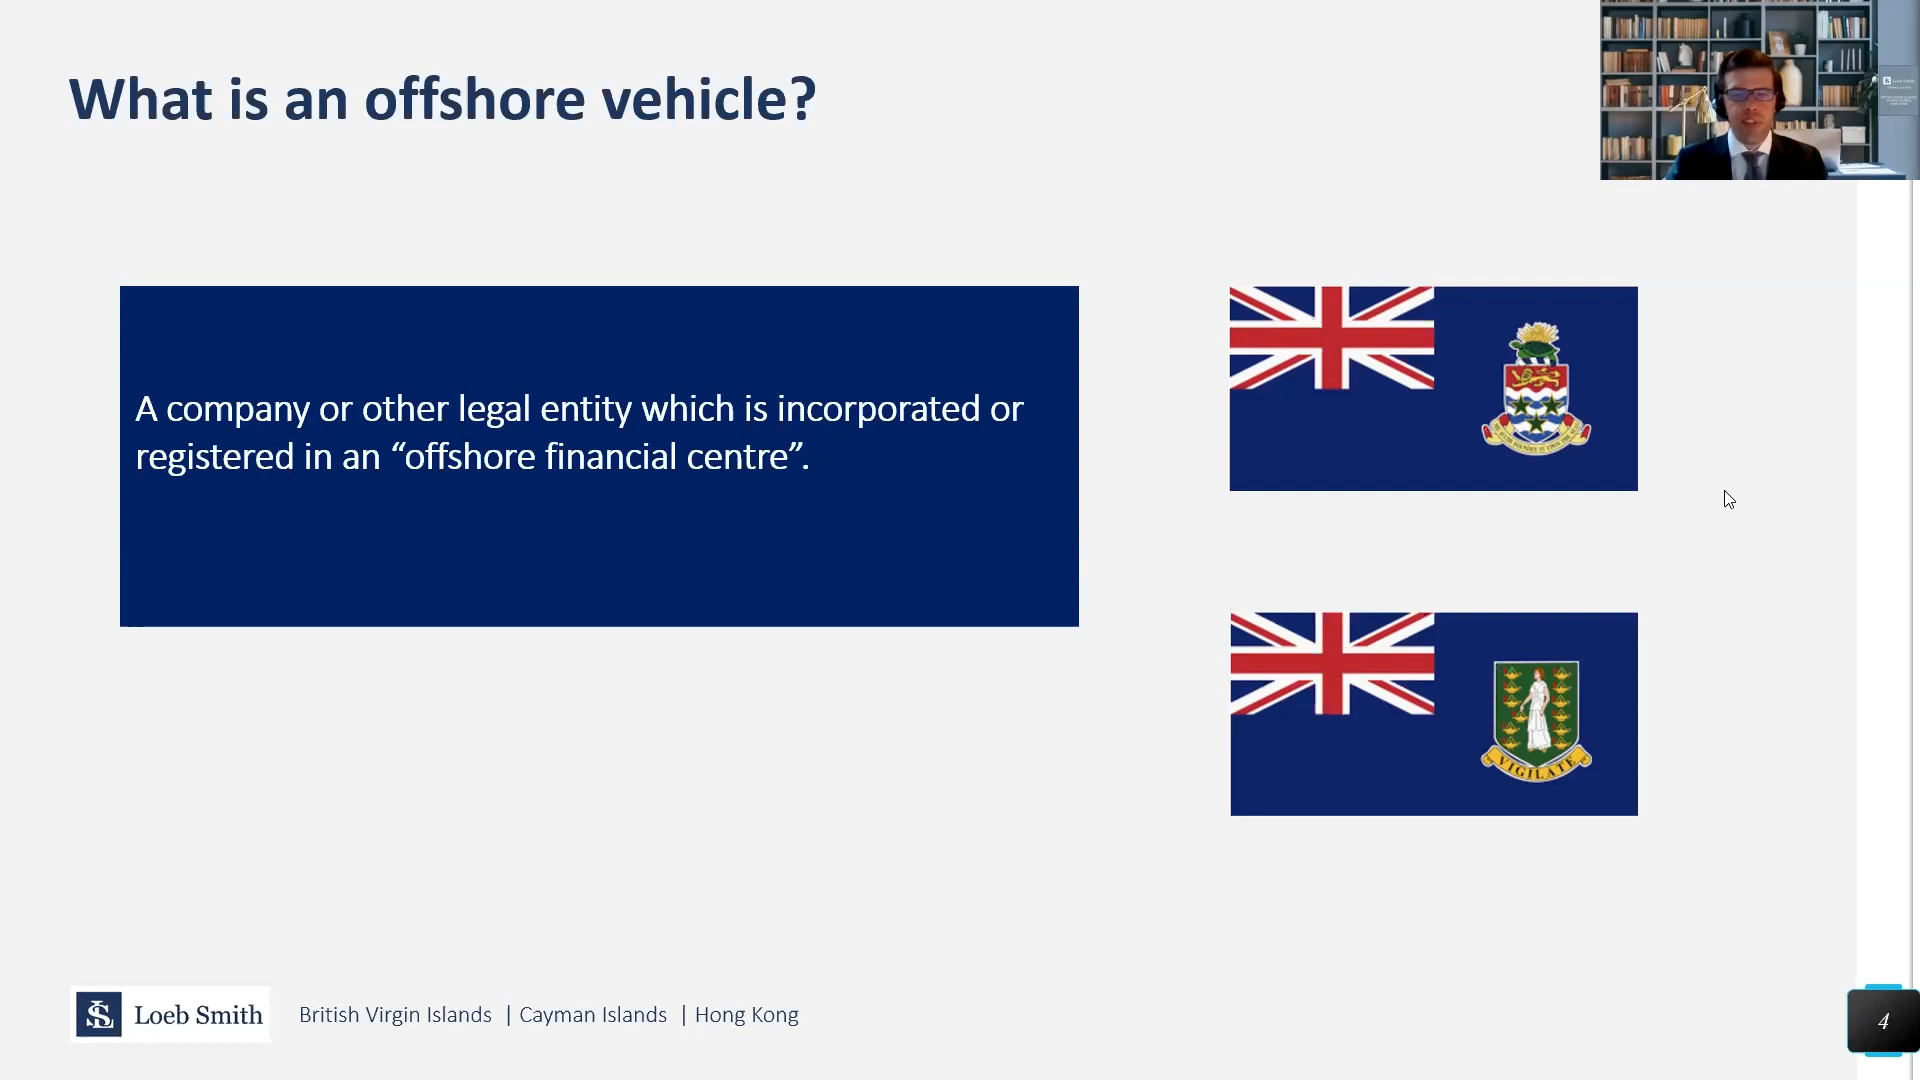 What is an offshore vehicle?
A company or other legal entity which is incorporated or
registered in an “offshore financial centre”.
VIGILATE
Loeb Smith
British Virgin Islands | Cayman Islands | Hong Kong
4